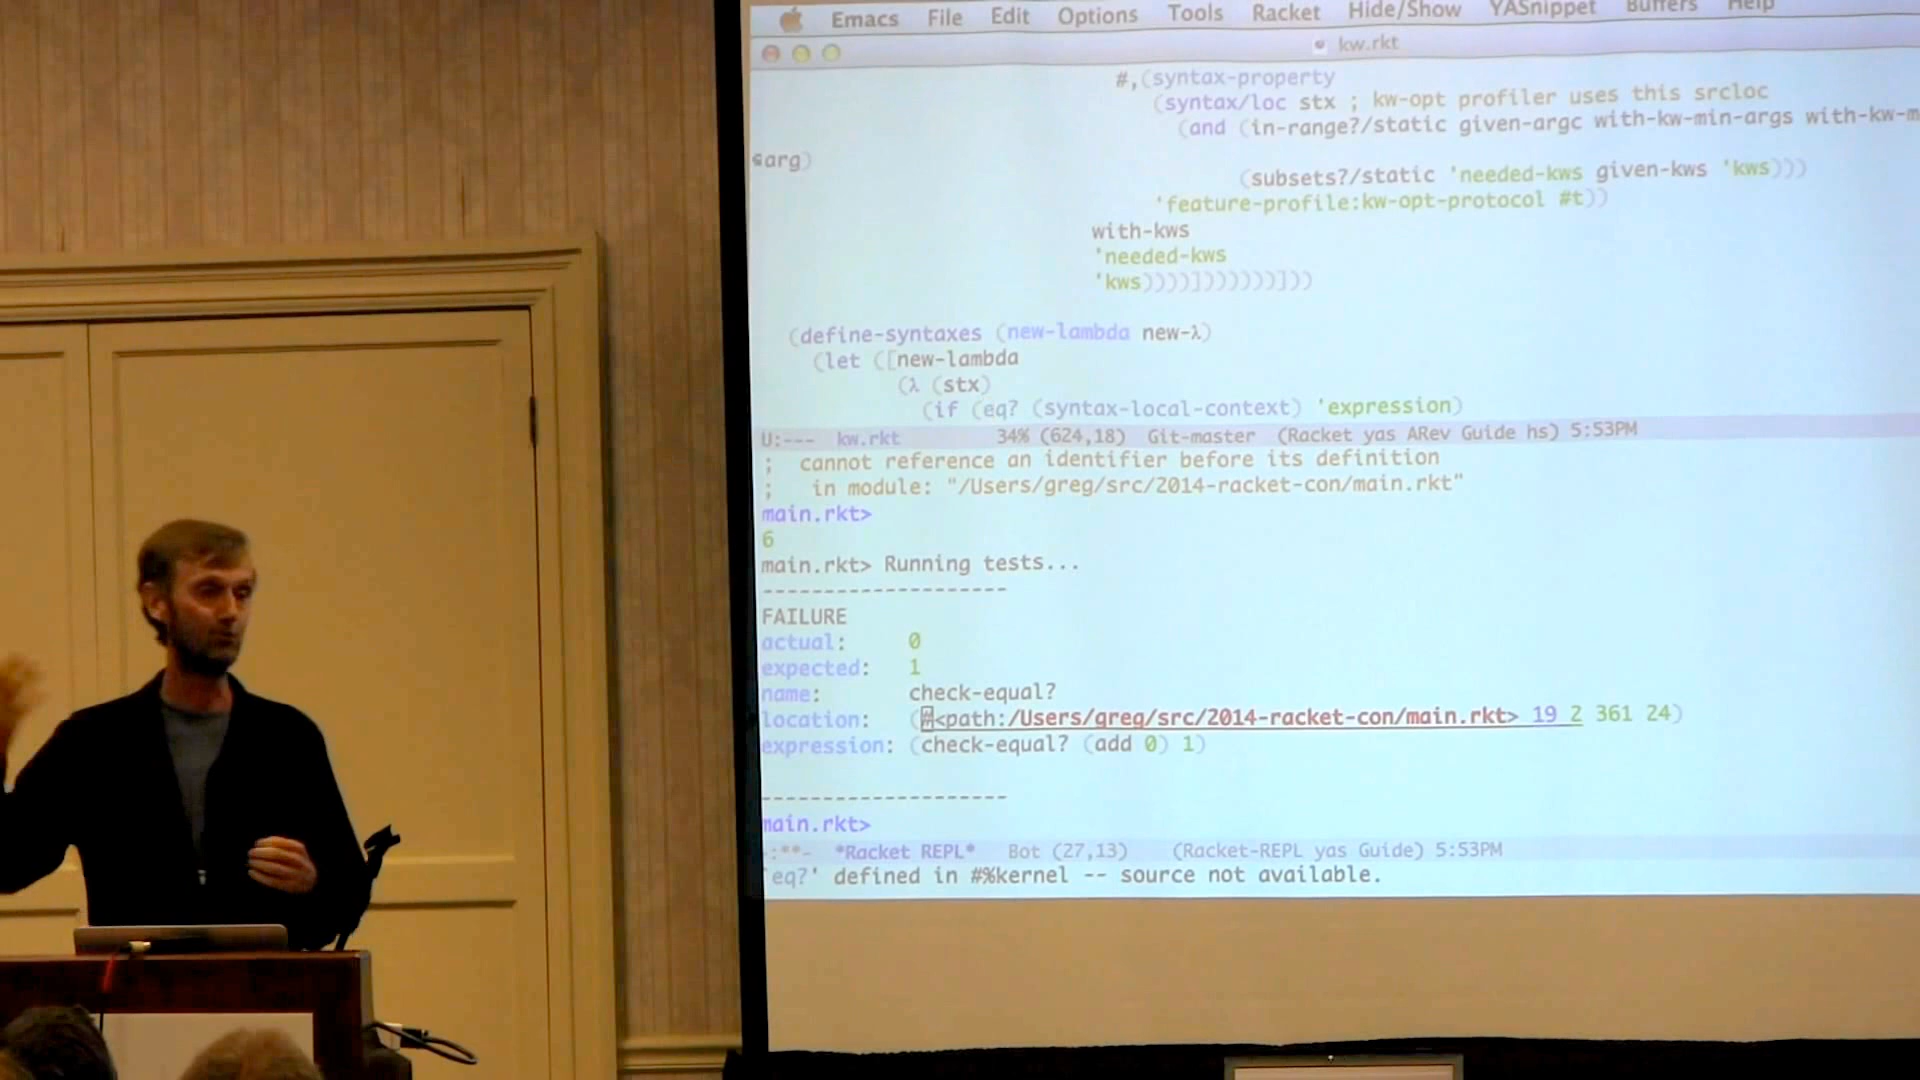 Emacs File Edit Options Tools Racket Hide/Show YASnippet Buffers Help
kw.rkt
#,(syntax-property
(syntax/loc stx ; kw-opt profiler uses this srcloc
(and (in-range?/static given-argc with-kw-min-args with-kw-m
arg)
(subsets?/static 'needed-kws given-kws 'kws)))
'feature-profile:kw-opt-protocol #t))
with-kws
'needed-kws
'kws))))]))))))]))
(define-syntaxes (new-lambda new-λ)
(let ([new-lambda
(λ (stx)
(if (eq? (syntax-local-context) 'expression)
U:--- kw.rkt 34% (624,18) Git-master (Racket yas ARev Guide hs) 5:53PM
; cannot reference an identifier before its definition
; in module: "/Users/greg/src/2014-racket-con/main.rkt"
main.rkt>
6
main.rkt> Running tests...
--------------------
FAILURE
actual: 0
expected: 1
name: check-equal?
location: (#<path:/Users/greg/src/2014-racket-con/main.rkt> 19 2 361 24)
expression: (check-equal? (add 0) 1)
--------------------
main.rkt>
-:**- *Racket REPL* Bot (27,13) (Racket-REPL yas Guide) 5:53PM
`eq?' defined in #%kernel -- source not available.